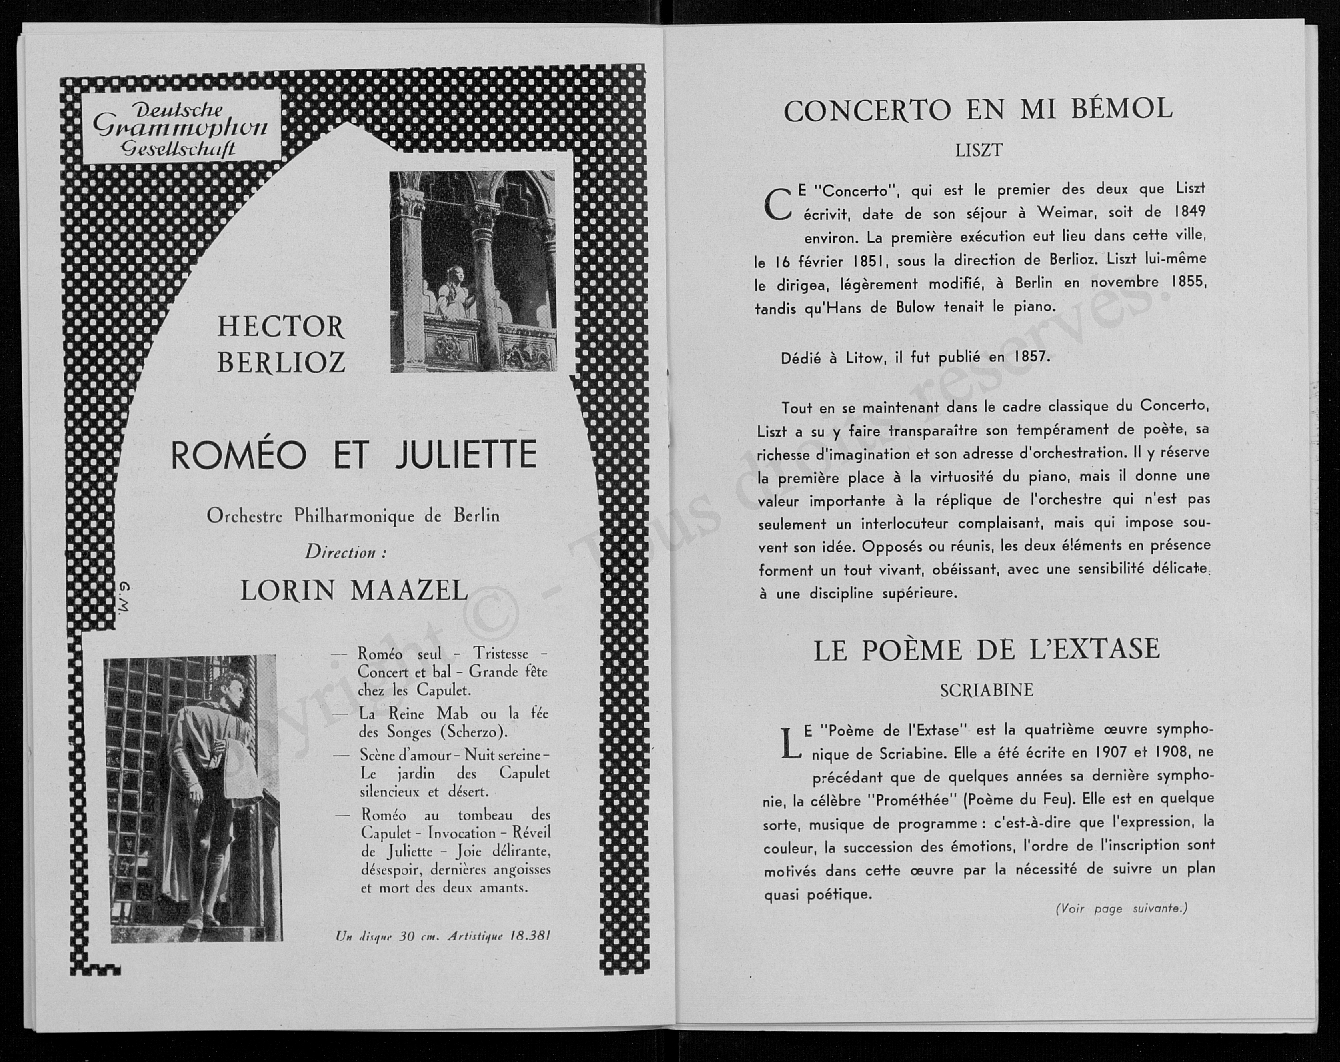 Deutsche
Grammophon
Gesellschaft
HECTOR
BERLIOZ
ROMÉO ET JULIETTE
Orchestre Philharmonique de Berlin
Direction :
LORIN MAAZEL
G.M.
— Roméo seul - Tristesse -
Concert et bal - Grande fête
chez les Capulet.
— La Reine Mab ou la fée
des Songes (Scherzo).
— Scène d'amour - Nuit sereine -
Le jardin des Capulet
silencieux et désert.
— Roméo au tombeau des
Capulet - Invocation - Réveil
de Juliette - Joie délirante,
désespoir, dernières angoisses
et mort des deux amants.
Un disque 30 cm. Artistique 18.381
CONCERTO EN MI BÉMOL
LISZT
CE "Concerto", qui est le premier des deux que Liszt
écrivit, date de son séjour à Weimar, soit de 1849
environ. La première exécution eut lieu dans cette ville,
le 16 février 1851, sous la direction de Berlioz. Liszt lui-même
le dirigea, légèrement modifié, à Berlin en novembre 1855,
tandis qu'Hans de Bulow tenait le piano.
Dédié à Litow, il fut publié en 1857.
Tout en se maintenant dans le cadre classique du Concerto,
Liszt a su y faire transparaître son tempérament de poète, sa
richesse d'imagination et son adresse d'orchestration. Il y réserve
la première place à la virtuosité du piano, mais il donne une
valeur importante à la réplique de l'orchestre qui n'est pas
seulement un interlocuteur complaisant, mais qui impose sou-
vent son idée. Opposés ou réunis, les deux éléments en présence
forment un tout vivant, obéissant, avec une sensibilité délicate,
à une discipline supérieure.
LE POÈME DE L'EXTASE
SCRIABINE
LE "Poème de l'Extase" est la quatrième œuvre sympho-
nique de Scriabine. Elle a été écrite en 1907 et 1908, ne
précédant que de quelques années sa dernière sympho-
nie, la célèbre "Prométhée" (Poème du Feu). Elle est en quelque
sorte, musique de programme : c'est-à-dire que l'expression, la
couleur, la succession des émotions, l'ordre de l'inscription sont
motivés dans cette œuvre par la nécessité de suivre un plan
quasi poétique.
(Voir page suivante.)
Copyright © - Tous droits réservés.